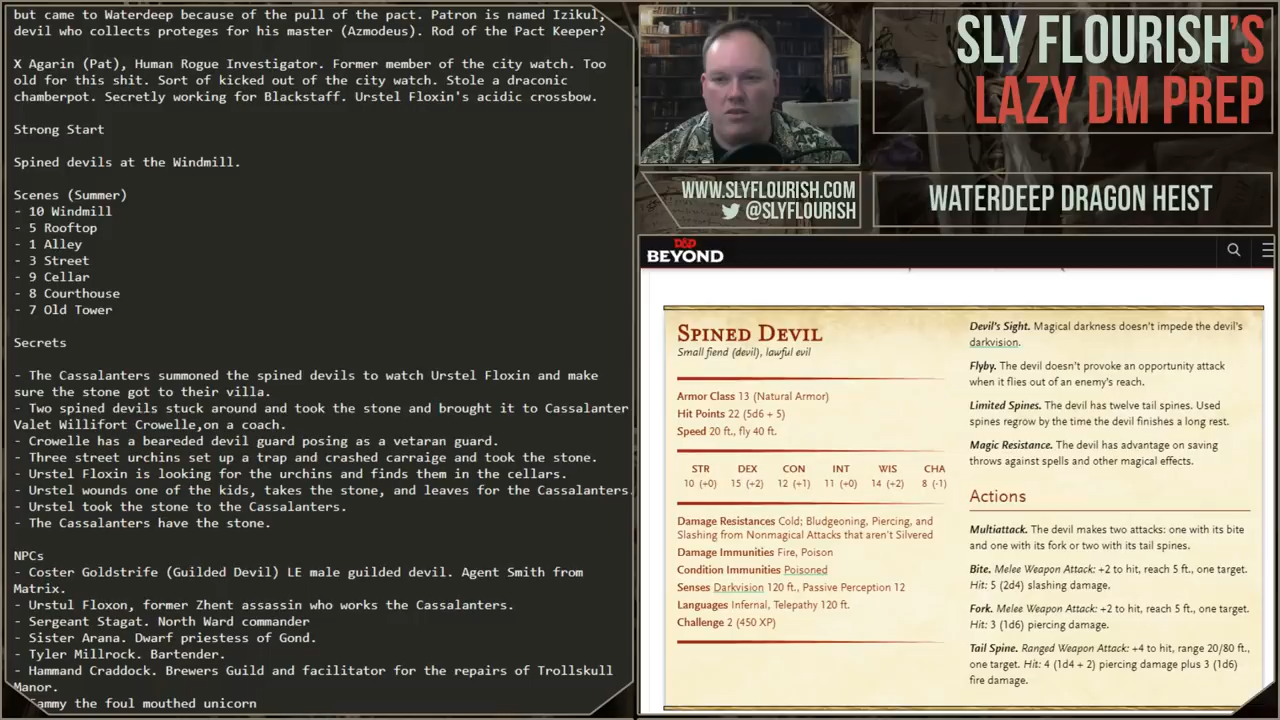 but came to Waterdeep because of the pull of the pact. Patron is named Izikul,
devil who collects proteges for his master (Azmodeus). Rod of the Pact Keeper?
X Agarin (Pat), Human Rogue Investigator. Former member of the city watch. Too
old for this shit. Sort of kicked out of the city watch. Stole a draconic
chamberpot. Secretly working for Blackstaff. Urstel Floxin's acidic crossbow.
Strong Start
Spined devils at the Windmill.
Scenes (Summer)
- 10 Windmill
- 5 Rooftop
- 1 Alley
- 3 Street
- 9 Cellar
- 8 Courthouse
- 7 Old Tower
Secrets
- The Cassalanters summoned the spined devils to watch Urstel Floxin and make
sure the stone got to their villa.
- Two spined devils stuck around and took the stone and brought it to Cassalanter
Valet Willifort Crowelle,on a coach.
- Crowelle has a beareded devil guard posing as a vetaran guard.
- Three street urchins set up a trap and crashed carraige and took the stone.
- Urstel Floxin is looking for the urchins and finds them in the cellars.
- Urstel wounds one of the kids, takes the stone, and leaves for the Cassalanters.
- Urstel took the stone to the Cassalanters.
- The Cassalanters have the stone.
NPCs
- Coster Goldstrife (Guilded Devil) LE male guilded devil. Agent Smith from
Matrix.
- Urstul Floxon, former Zhent assassin who works the Cassalanters.
- Sergeant Stagat. North Ward commander
- Sister Arana. Dwarf priestess of Gond.
- Tyler Millrock. Bartender.
- Hammand Craddock. Brewers Guild and facilitator for the repairs of Trollskull
Manor.
ammy the foul mouthed unicorn
SLY FLOURISH'S
LAZY DM PREP
WWW.SLYFLOURISH.COM
@SLYFLOURISH
WATERDEEP DRAGON HEIST
D&D
BEYOND
SPINED DEVIL
Small fiend (devil), lawful evil
Armor Class 13 (Natural Armor)
Hit Points 22 (5d6 + 5)
Speed 20 ft., fly 40 ft.
STR DEX CON INT WIS CHA
10 (+0) 15 (+2) 12 (+1) 11 (+0) 14 (+2) 8 (-1)
Damage Resistances Cold; Bludgeoning, Piercing, and
Slashing from Nonmagical Attacks that aren't Silvered
Damage Immunities Fire, Poison
Condition Immunities Poisoned
Senses Darkvision 120 ft., Passive Perception 12
Languages Infernal, Telepathy 120 ft.
Challenge 2 (450 XP)
Devil's Sight. Magical darkness doesn't impede the devil's
darkvision.
Flyby. The devil doesn't provoke an opportunity attack
when it flies out of an enemy's reach.
Limited Spines. The devil has twelve tail spines. Used
spines regrow by the time the devil finishes a long rest.
Magic Resistance. The devil has advantage on saving
throws against spells and other magical effects.
Actions
Multiattack. The devil makes two attacks: one with its bite
and one with its fork or two with its tail spines.
Bite. Melee Weapon Attack: +2 to hit, reach 5 ft., one target.
Hit: 5 (2d4) slashing damage.
Fork. Melee Weapon Attack: +2 to hit, reach 5 ft., one target.
Hit: 3 (1d6) piercing damage.
Tail Spine. Ranged Weapon Attack: +4 to hit, range 20/80 ft.,
one target. Hit: 4 (1d4 + 2) piercing damage plus 3 (1d6)
fire damage.